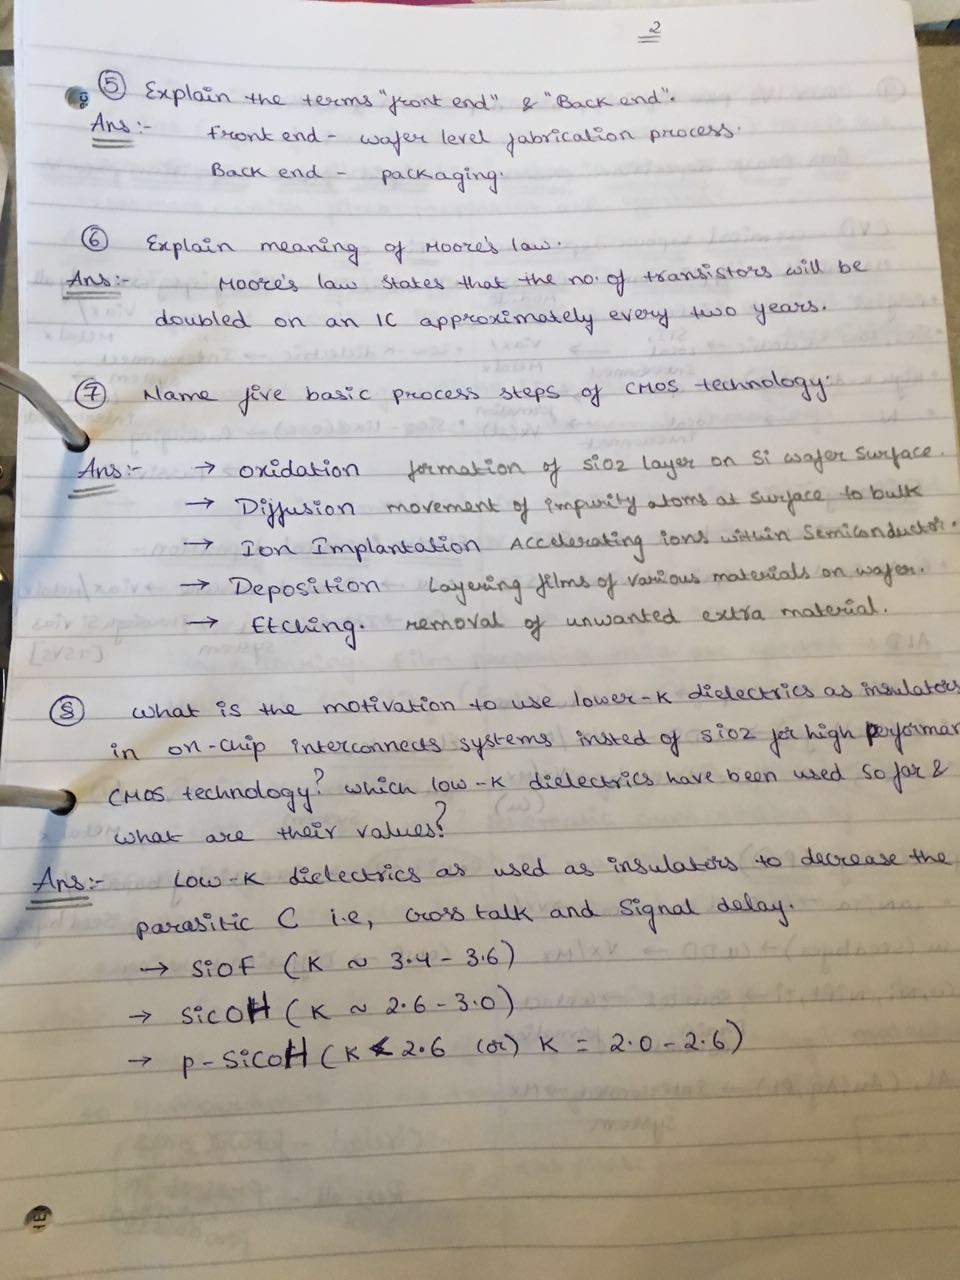 2
⑤ Explain the terms "front end" & "Back end".
Ans:- Front end - wafer level fabrication process.
Back end - packaging.
⑥ Explain meaning of Moore's law.
Ans:- Moore's law states that the no. of transistors will be
doubled on an IC approximately every two years.
⑦ Name five basic process steps of CMOS technology.
Ans:- → Oxidation formation of SiO2 layer on Si wafer surface.
→ Diffusion movement of impurity atoms at surface to bulk
→ Ion Implantation Accelerating ions within Semiconductor.
→ Deposition Layering films of various materials on wafer.
→ Etching. removal of unwanted extra material.
⑧ What is the motivation to use lower-K dielectrics as insulators
in on-chip interconnects systems insted of SiO2 for high performan
CMOS technology? which low-K dielectrics have been used so far &
what are their values?
Ans:- Low-K dielectrics as used as insulators to decrease the
parasitic C i.e, cross talk and signal delay.
→ SiOF (K ~ 3.4 - 3.6)
→ SiCOH (K ~ 2.6 - 3.0)
→ p-SiCOH (K < 2.6 (or) K = 2.0 - 2.6)